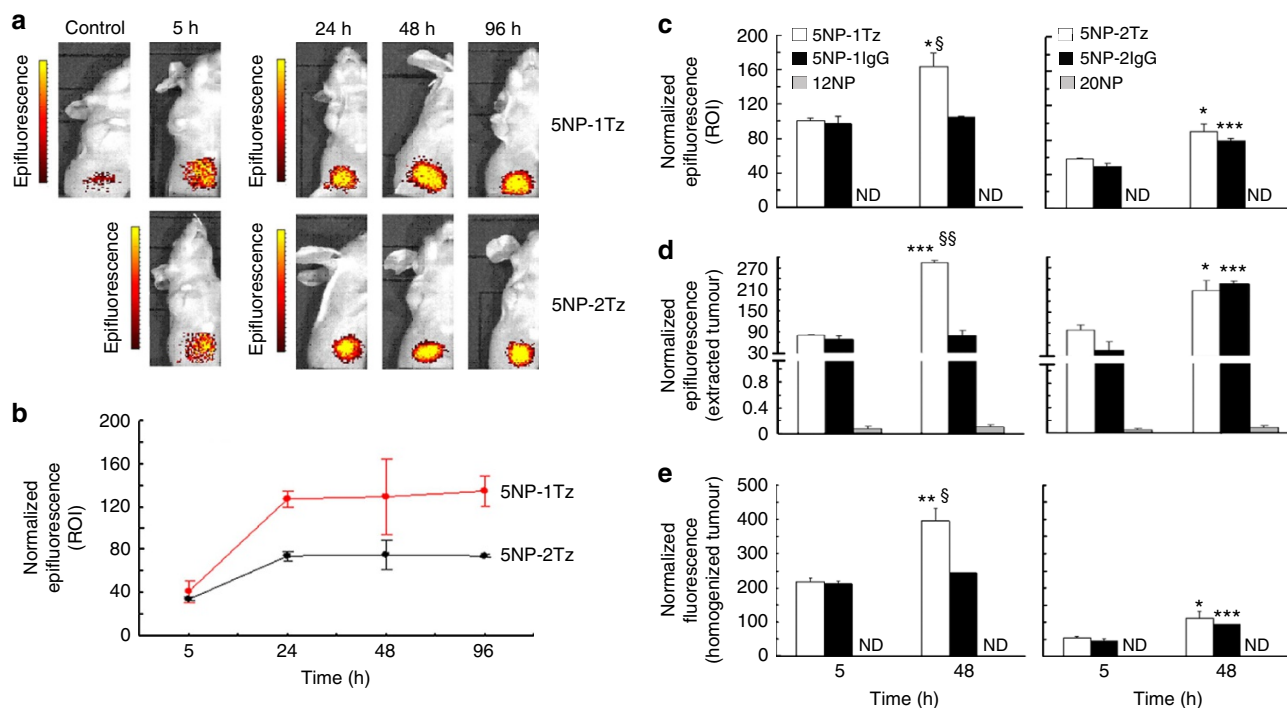 a
Control
5 h
24 h
48 h
96 h
Epifluorescence
Epifluorescence
5NP-1Tz
Epifluorescence
Epifluorescence
5NP-2Tz
b
Normalized
epifluorescence
(ROI)
200
160
120
80
40
0
5NP-1Tz
5NP-2Tz
5
24
48
96
Time (h)
c
Normalized
epifluorescence
(ROI)
200
160
120
80
40
0
5NP-1Tz
5NP-1IgG
12NP
* §
ND
ND
5NP-2Tz
5NP-2IgG
20NP
*
***
ND
ND
d
Normalized
epifluorescence
(extracted tumour)
270
210
150
90
30
0.8
0.4
0
*** §§
*
***
e
Normalized
fluorescence
(homogenized tumour)
500
400
300
200
100
0
** §
ND
ND
*
***
ND
ND
5
48
5
48
Time (h)
Time (h)